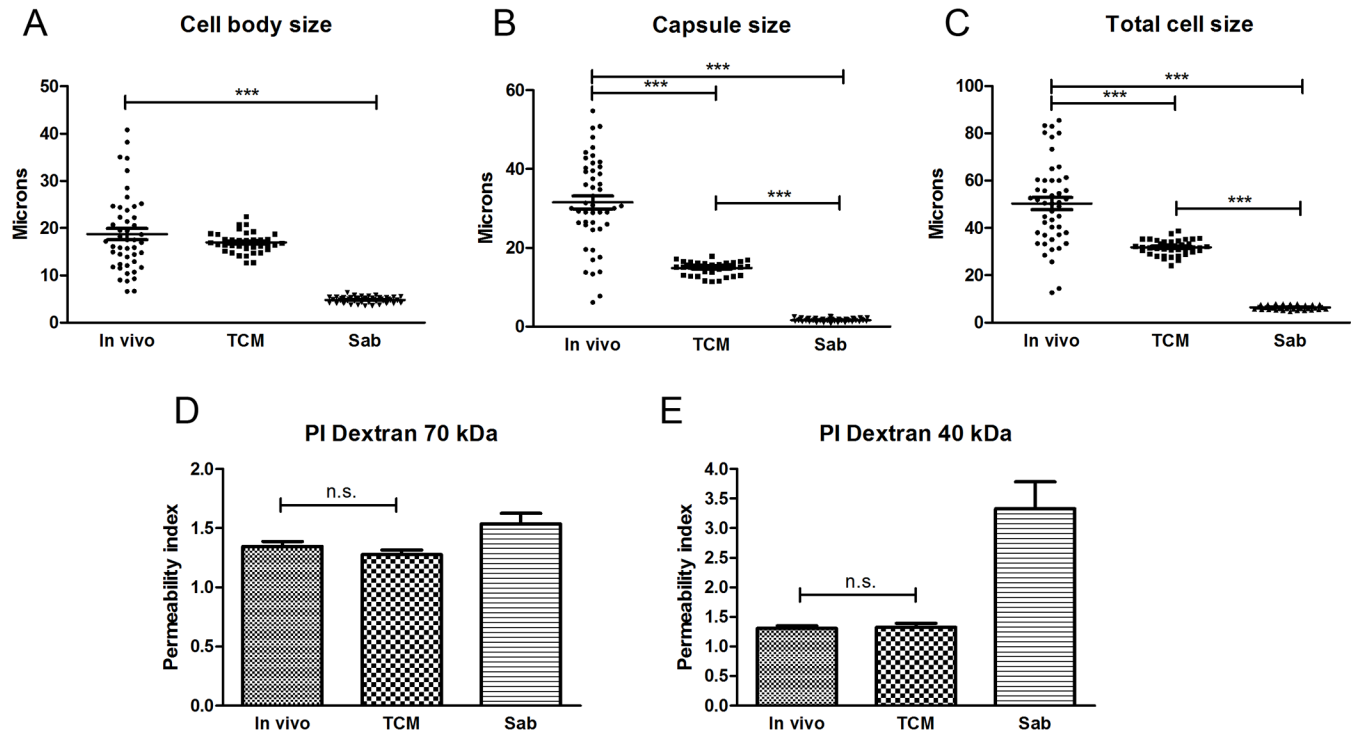 A
Cell body size
Microns
50
40
30
20
10
0
***
In vivo
TCM
Sab
B
Capsule size
Microns
60
40
20
0
***
***
***
In vivo
TCM
Sab
C
Total cell size
Microns
100
80
60
40
20
0
***
***
***
In vivo
TCM
Sab
D
PI Dextran 70 kDa
Permeability index
2.0
1.5
1.0
0.5
0.0
n.s.
In vivo
TCM
Sab
E
PI Dextran 40 kDa
Permeability index
4.0
3.5
3.0
2.5
2.0
1.5
1.0
0.5
0.0
n.s.
In vivo
TCM
Sab